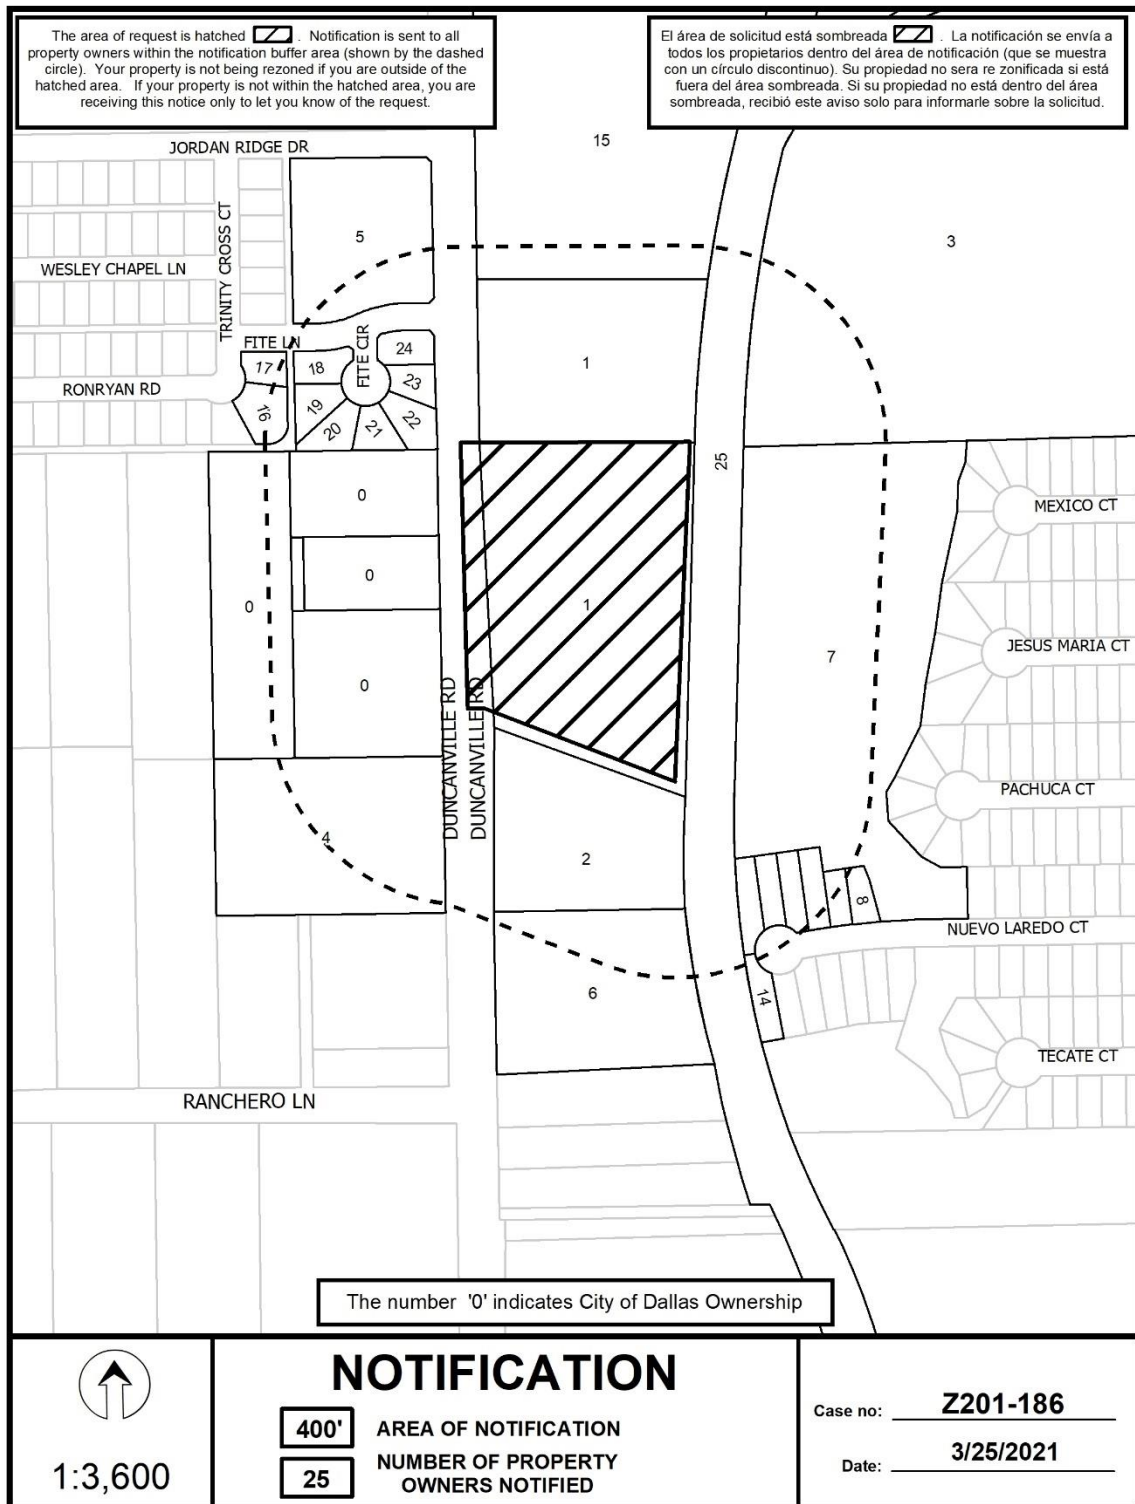 The area of request is hatched . Notification is sent to all
property owners within the notification buffer area (shown by the dashed
circle). Your property is not being rezoned if you are outside of the
hatched area. If your property is not within the hatched area, you are
receiving this notice only to let you know of the request.
El área de solicitud está sombreada . La notificación se envía a
todos los propietarios dentro del área de notificación (que se muestra
con un círculo discontinuo). Su propiedad no sera re zonificada si está
fuera del área sombreada. Si su propiedad no está dentro del área
sombreada, recibió este aviso solo para informarle sobre la solicitud.
15
JORDAN RIDGE DR
5
3
TRINITY CROSS CT
WESLEY CHAPEL LN
FITE LN
FITE CIR
24
17
18
1
23
RONRYAN RD
16
19
22
20
21
25
0
MEXICO CT
0
0
1
JESUS MARIA CT
7
0
DUNCANVILLE RD
DUNCANVILLE RD
PACHUCA CT
4
2
8
NUEVO LAREDO CT
6
14
TECATE CT
RANCHERO LN
The number '0' indicates City of Dallas Ownership
1:3,600
NOTIFICATION
400' AREA OF NOTIFICATION
25 NUMBER OF PROPERTY
OWNERS NOTIFIED
Case no: Z201-186
Date: 3/25/2021